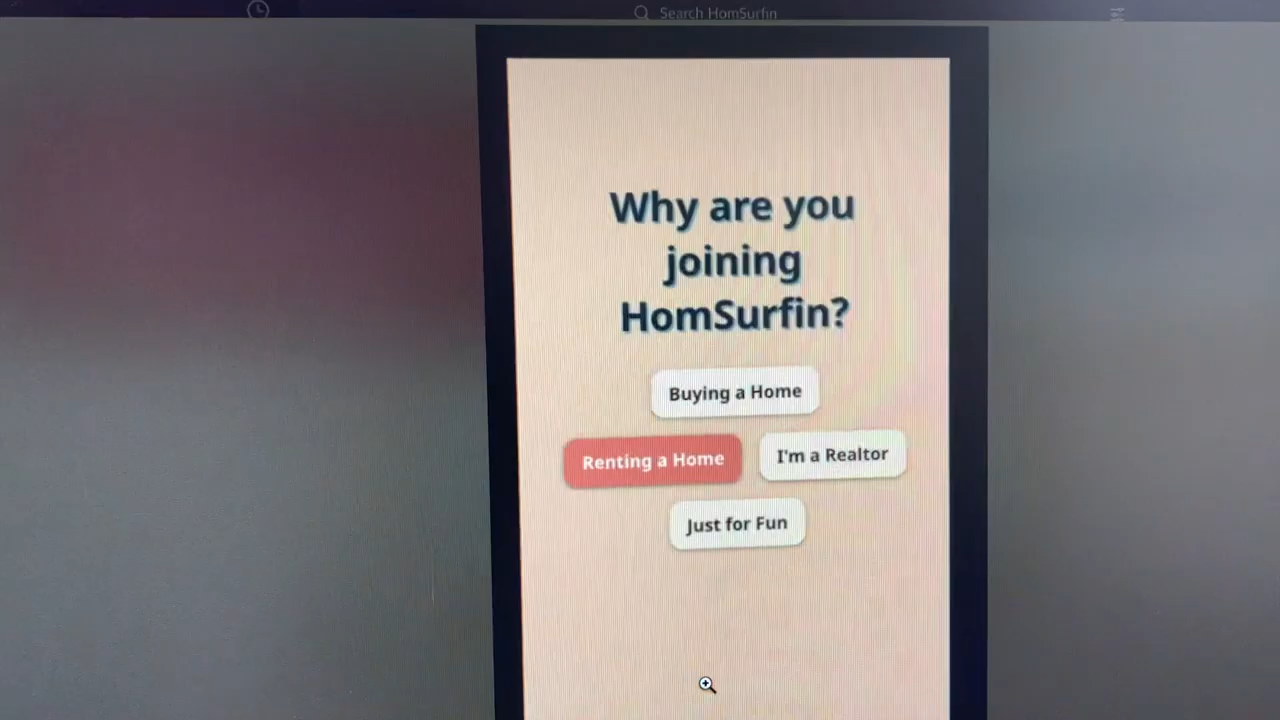 Search HomSurfin
Why are you
joining
HomSurfin?
Buying a Home
Renting a Home
I'm a Realtor
Just for Fun